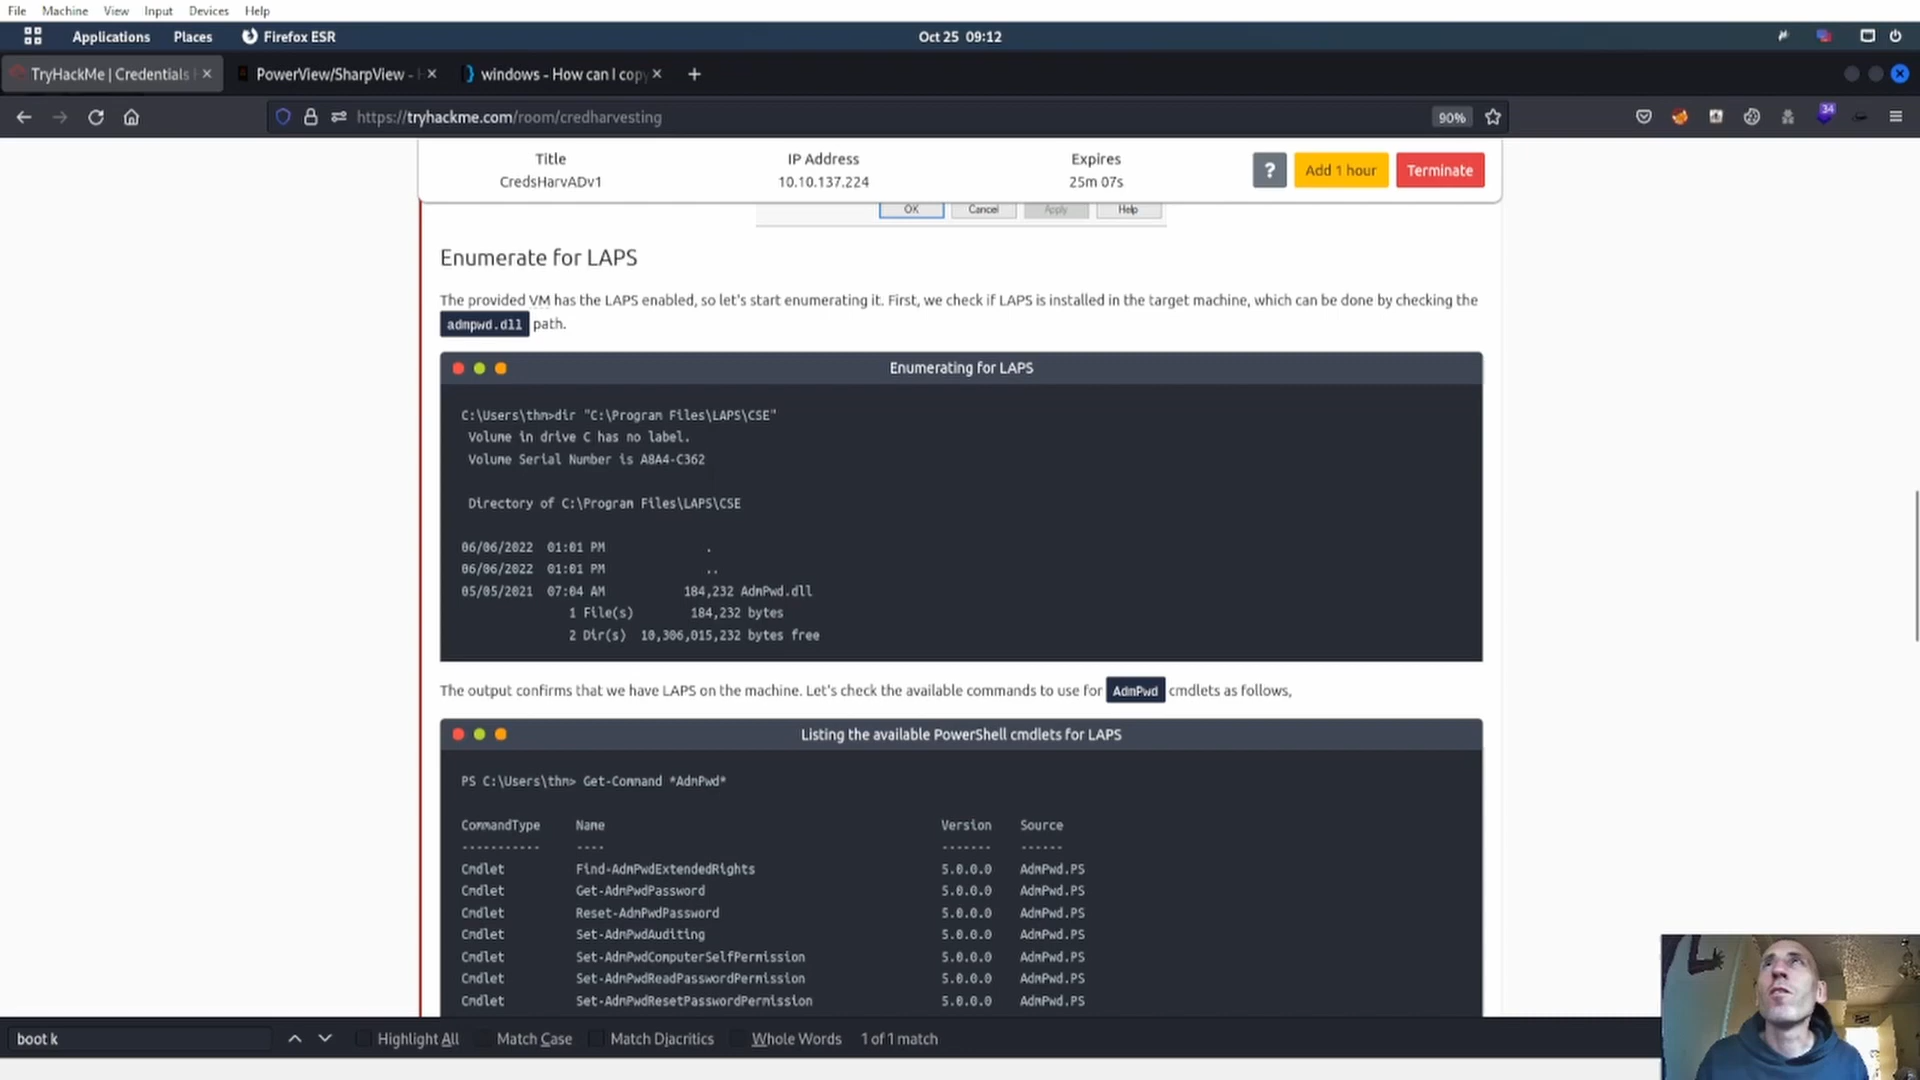 File Machine View Input Devices Help
Applications Places Firefox ESR Oct 25 09:12
TryHackMe | Credentials PowerView/SharpView - windows - How can I copy
https://tryhackme.com/room/credharvesting 90% 34
Title IP Address Expires
CredsHarvADv1 10.10.137.224 25m 07s ? Add 1 hour Terminate
OK Cancel Apply Help
Enumerate for LAPS
The provided VM has the LAPS enabled, so let's start enumerating it. First, we check if LAPS is installed in the target machine, which can be done by checking the
admpwd.dll path.
Enumerating for LAPS
C:\Users\thm>dir "C:\Program Files\LAPS\CSE"
Volume in drive C has no label.
Volume Serial Number is A8A4-C362
Directory of C:\Program Files\LAPS\CSE
06/06/2022 01:01 PM .
06/06/2022 01:01 PM ..
05/05/2021 07:04 AM 184,232 AdmPwd.dll
1 File(s) 184,232 bytes
2 Dir(s) 10,306,015,232 bytes free
The output confirms that we have LAPS on the machine. Let's check the available commands to use for AdmPwd cmdlets as follows,
Listing the available PowerShell cmdlets for LAPS
PS C:\Users\thm> Get-Command *AdmPwd*
CommandType Name Version Source
----------- ---- ------- ------
Cmdlet Find-AdmPwdExtendedRights 5.0.0.0 AdmPwd.PS
Cmdlet Get-AdmPwdPassword 5.0.0.0 AdmPwd.PS
Cmdlet Reset-AdmPwdPassword 5.0.0.0 AdmPwd.PS
Cmdlet Set-AdmPwdAuditing 5.0.0.0 AdmPwd.PS
Cmdlet Set-AdmPwdComputerSelfPermission 5.0.0.0 AdmPwd.PS
Cmdlet Set-AdmPwdReadPasswordPermission 5.0.0.0 AdmPwd.PS
Cmdlet Set-AdmPwdResetPasswordPermission 5.0.0.0 AdmPwd.PS
boot k Highlight All Match Case Match Diacritics Whole Words 1 of 1 match